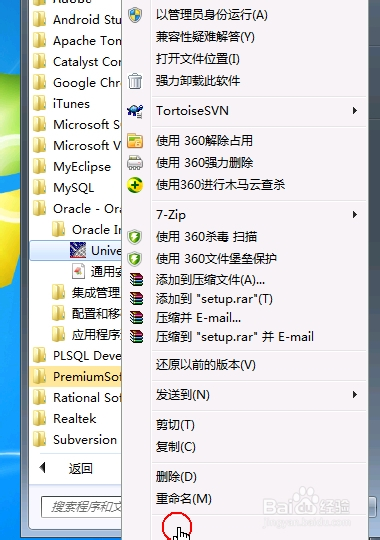 Adobe
Android Stu
Apache Tom
Catalyst Cor
Google Chr
iTunes
Microsoft S
Microsoft V
MyEclipse
MySQL
Oracle - Ora
Oracle In
Unive
通用安
集成管理
配置和移
应用程序
PLSQL Deve
PremiumSof
Rational Sof
Realtek
Subversion
返回
搜索程序和文
以管理员身份运行(A)
兼容性疑难解答(Y)
打开文件位置(I)
强力卸载此软件
TortoiseSVN
使用 360解除占用
使用 360强力删除
使用360进行木马云查杀
7-Zip
使用 360杀毒 扫描
使用 360文件堡垒保护
添加到压缩文件(A)...
添加到 "setup.rar"(T)
压缩并 E-mail...
压缩到 "setup.rar" 并 E-mail
还原以前的版本(V)
发送到(N)
剪切(T)
复制(C)
删除(D)
重命名(M)
Baidu 经验
jingyan.baidu.com